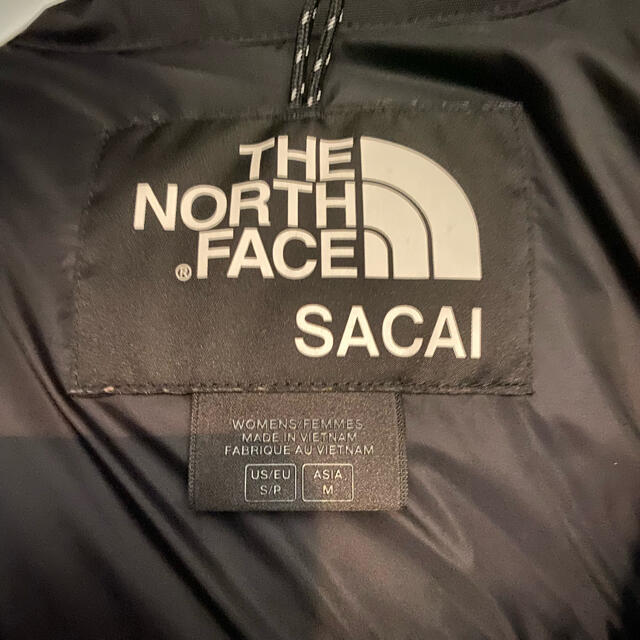 THE
NORTH
FACE
®
SACAI
WOMENS/FEMMES
MADE IN VIETNAM
FABRIQUE AU VIETNAM
US/EU ASIA
S/P M